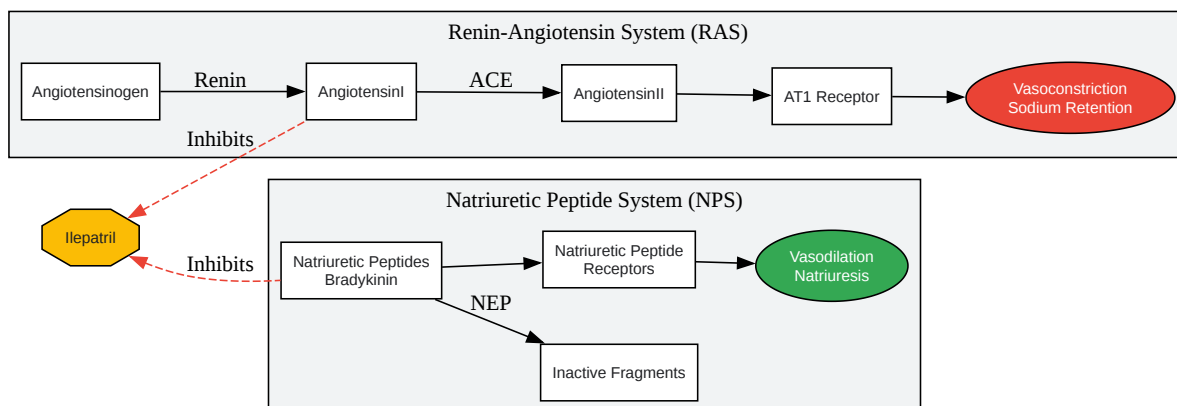 Renin-Angiotensin System (RAS)
Angiotensinogen
Renin
AngiotensinI
ACE
AngiotensinII
AT1 Receptor
Vasoconstriction
Sodium Retention
Inhibits
Ilepatril
Inhibits
Natriuretic Peptide System (NPS)
Natriuretic Peptides
Bradykinin
Natriuretic Peptide
Receptors
Vasodilation
Natriuresis
NEP
Inactive Fragments